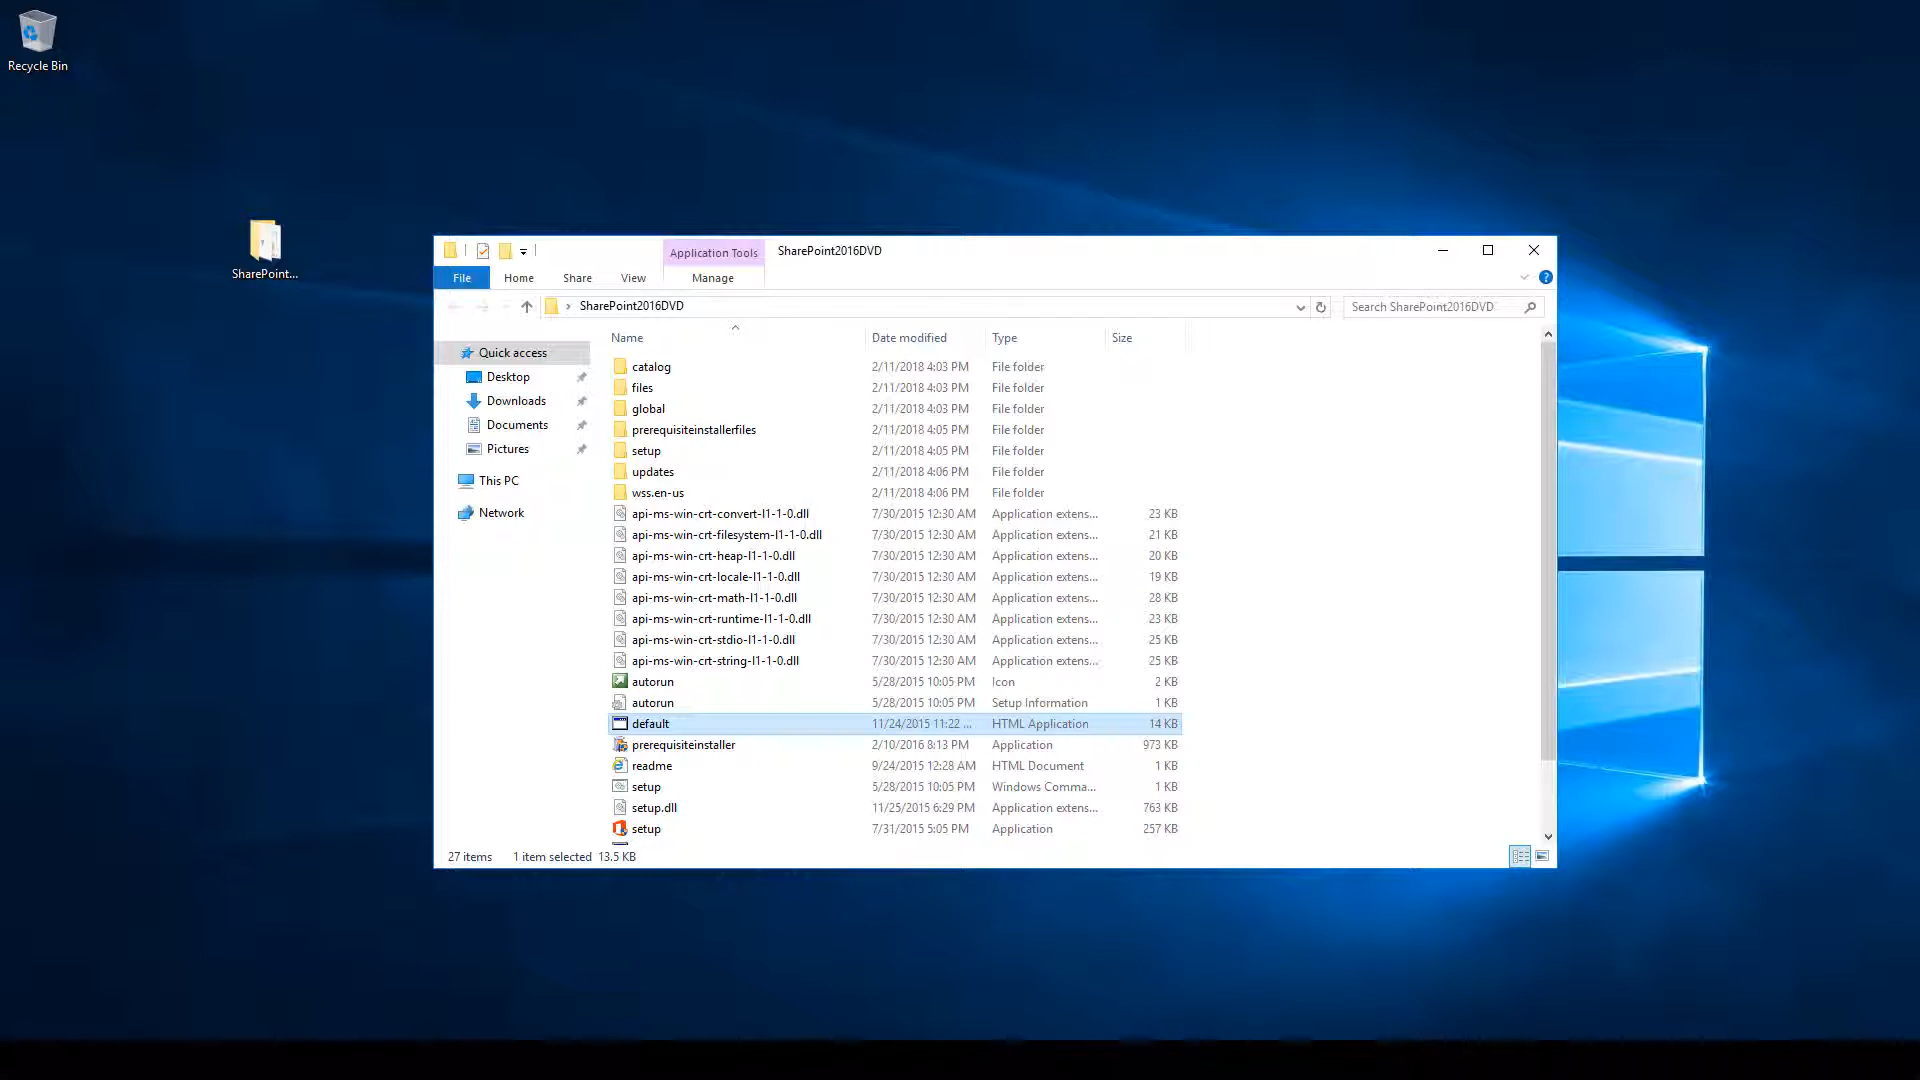 Recycle Bin
SharePoint...
Application Tools
SharePoint2016DVD
File Home Share View Manage
SharePoint2016DVD
Search SharePoint2016DVD
Quick access
Desktop
Downloads
Documents
Pictures
This PC
Network
Name Date modified Type Size
catalog 2/11/2018 4:03 PM File folder
files 2/11/2018 4:03 PM File folder
global 2/11/2018 4:03 PM File folder
prerequisiteinstallerfiles 2/11/2018 4:05 PM File folder
setup 2/11/2018 4:05 PM File folder
updates 2/11/2018 4:06 PM File folder
wss.en-us 2/11/2018 4:06 PM File folder
api-ms-win-crt-convert-l1-1-0.dll 7/30/2015 12:30 AM Application extens... 23 KB
api-ms-win-crt-filesystem-l1-1-0.dll 7/30/2015 12:30 AM Application extens... 21 KB
api-ms-win-crt-heap-l1-1-0.dll 7/30/2015 12:30 AM Application extens... 20 KB
api-ms-win-crt-locale-l1-1-0.dll 7/30/2015 12:30 AM Application extens... 19 KB
api-ms-win-crt-math-l1-1-0.dll 7/30/2015 12:30 AM Application extens... 28 KB
api-ms-win-crt-runtime-l1-1-0.dll 7/30/2015 12:30 AM Application extens... 23 KB
api-ms-win-crt-stdio-l1-1-0.dll 7/30/2015 12:30 AM Application extens... 25 KB
api-ms-win-crt-string-l1-1-0.dll 7/30/2015 12:30 AM Application extens... 25 KB
autorun 5/28/2015 10:05 PM Icon 2 KB
autorun 5/28/2015 10:05 PM Setup Information 1 KB
default 11/24/2015 11:22 ... HTML Application 14 KB
prerequisiteinstaller 2/10/2016 8:13 PM Application 973 KB
readme 9/24/2015 12:28 AM HTML Document 1 KB
setup 5/28/2015 10:05 PM Windows Comma... 1 KB
setup.dll 11/25/2015 6:29 PM Application extens... 763 KB
setup 7/31/2015 5:05 PM Application 257 KB
27 items 1 item selected 13.5 KB